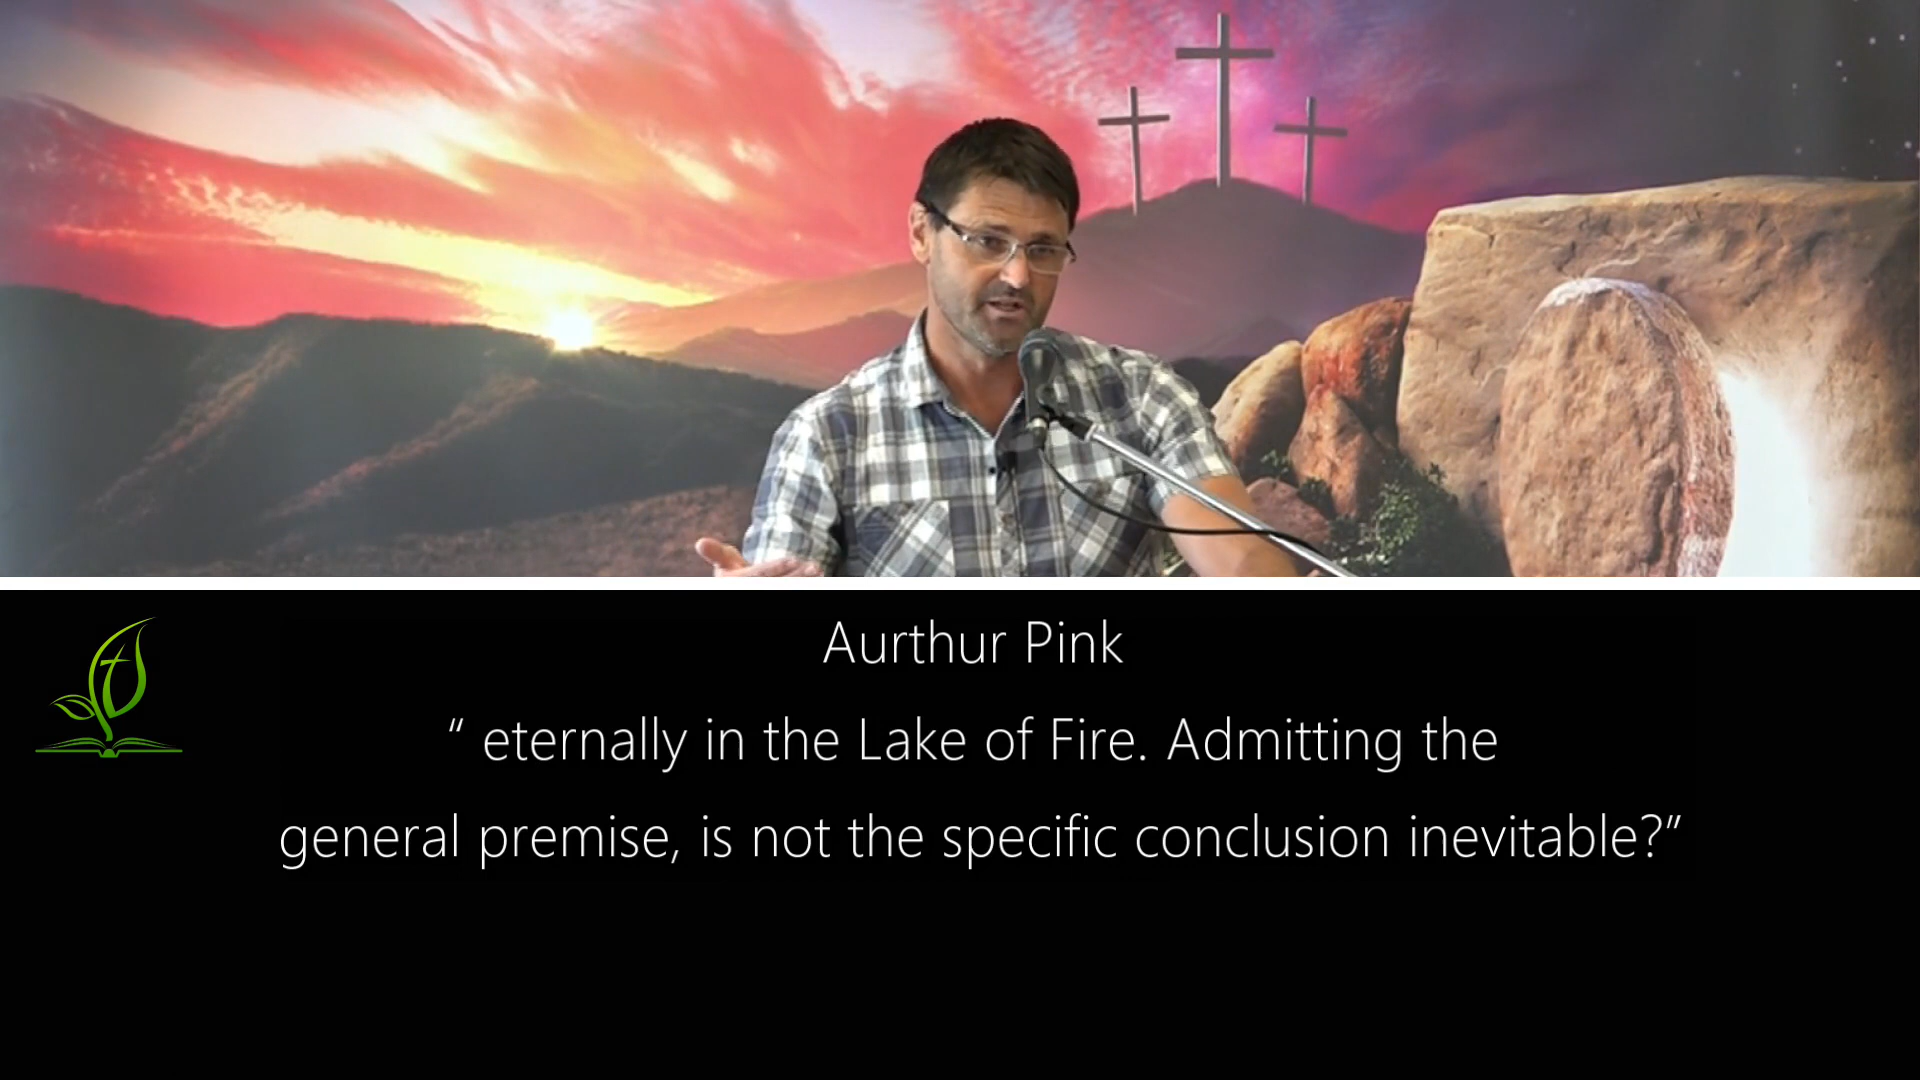 Aurthur Pink
“ eternally in the Lake of Fire. Admitting the
general premise, is not the specific conclusion inevitable?”